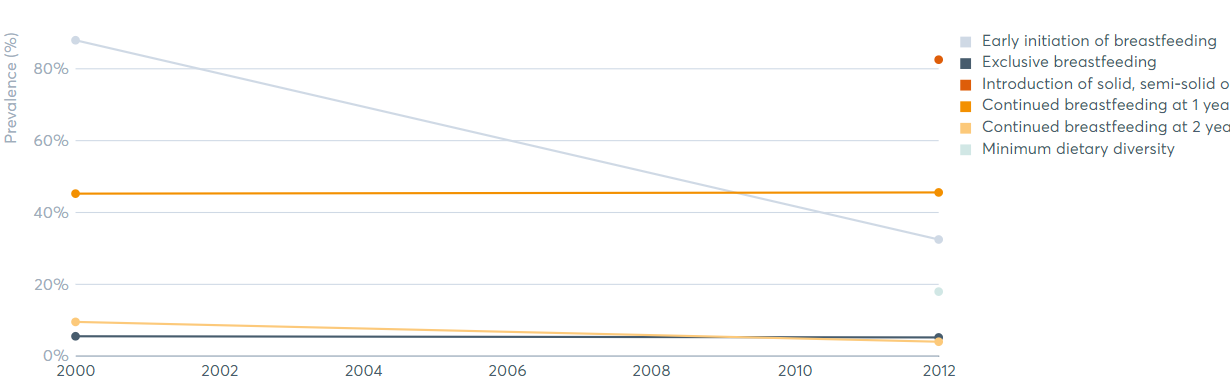 Prevalence (%)
80%
60%
40%
20%
0%
2000 2002 2004 2006 2008 2010 2012
Early initiation of breastfeeding
Exclusive breastfeeding
Introduction of solid, semi-solid o
Continued breastfeeding at 1 yea
Continued breastfeeding at 2 yea
Minimum dietary diversity